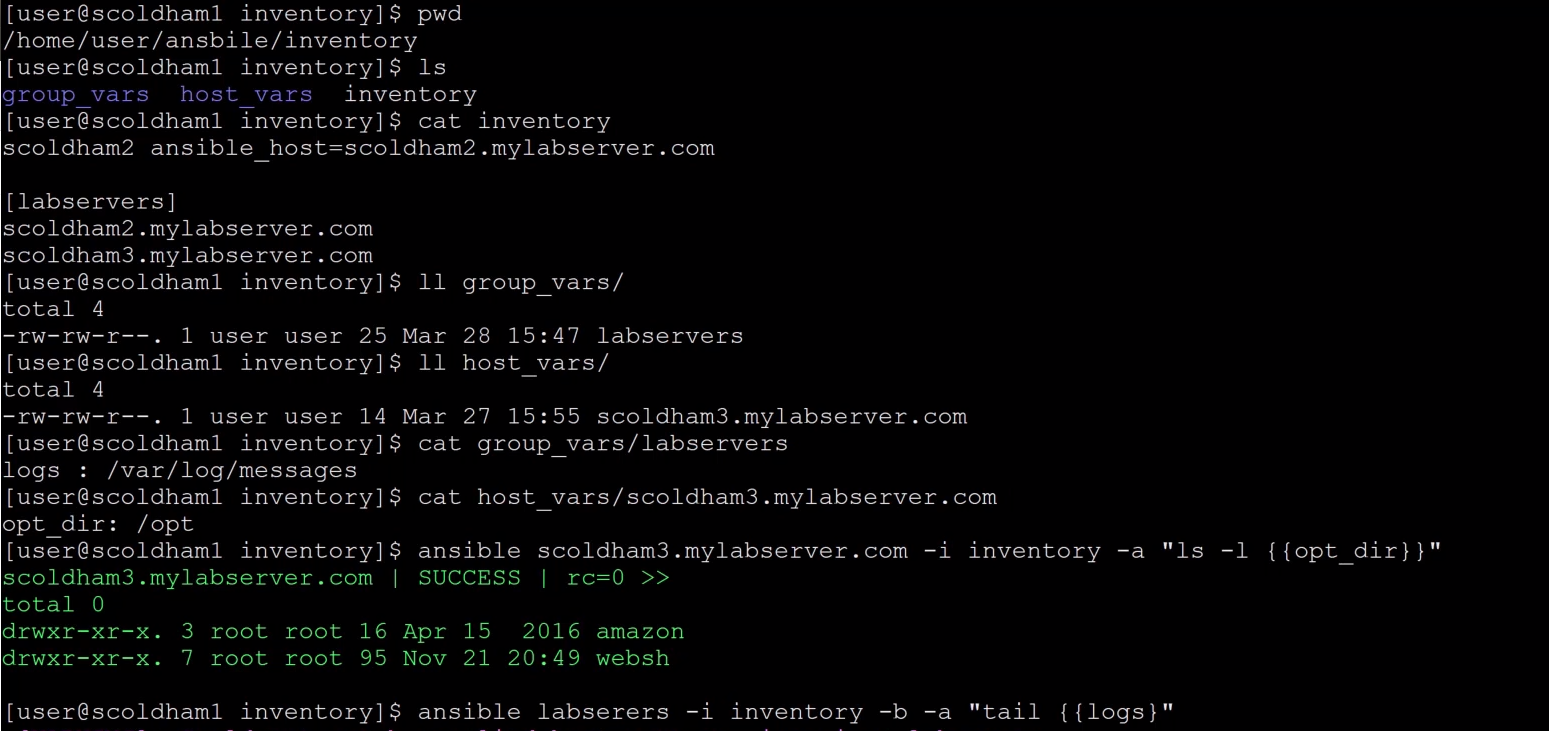 [user@scoldham1 inventory]$ pwd
/home/user/ansbile/inventory
[user@scoldham1 inventory]$ ls
group_vars  host_vars  inventory
[user@scoldham1 inventory]$ cat inventory
scoldham2 ansible_host=scoldham2.mylabserver.com
[labservers]
scoldham2.mylabserver.com
scoldham3.mylabserver.com
[user@scoldham1 inventory]$ ll group_vars/
total 4
-rw-rw-r--. 1 user user 25 Mar 28 15:47 labservers
[user@scoldham1 inventory]$ ll host_vars/
total 4
-rw-rw-r--. 1 user user 14 Mar 27 15:55 scoldham3.mylabserver.com
[user@scoldham1 inventory]$ cat group_vars/labservers
logs : /var/log/messages
[user@scoldham1 inventory]$ cat host_vars/scoldham3.mylabserver.com
opt_dir: /opt
[user@scoldham1 inventory]$ ansible scoldham3.mylabserver.com -i inventory -a "ls -l {{opt_dir}}"
scoldham3.mylabserver.com | SUCCESS | rc=0 >>
total 0
drwxr-xr-x. 3 root root 16 Apr 15  2016 amazon
drwxr-xr-x. 7 root root 95 Nov 21 20:49 websh
[user@scoldham1 inventory]$ ansible labserers -i inventory -b -a "tail {{logs}"